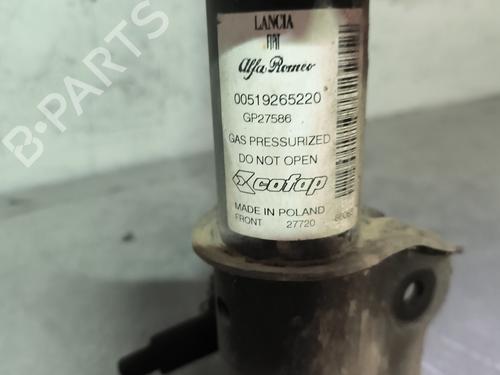 LANCIA
FIAT
Alfa Romeo
00519265220
GP27586
GAS PRESSURIZED
DO NOT OPEN
cofap
MADE IN POLAND
FRONT 27720
B-PARTS